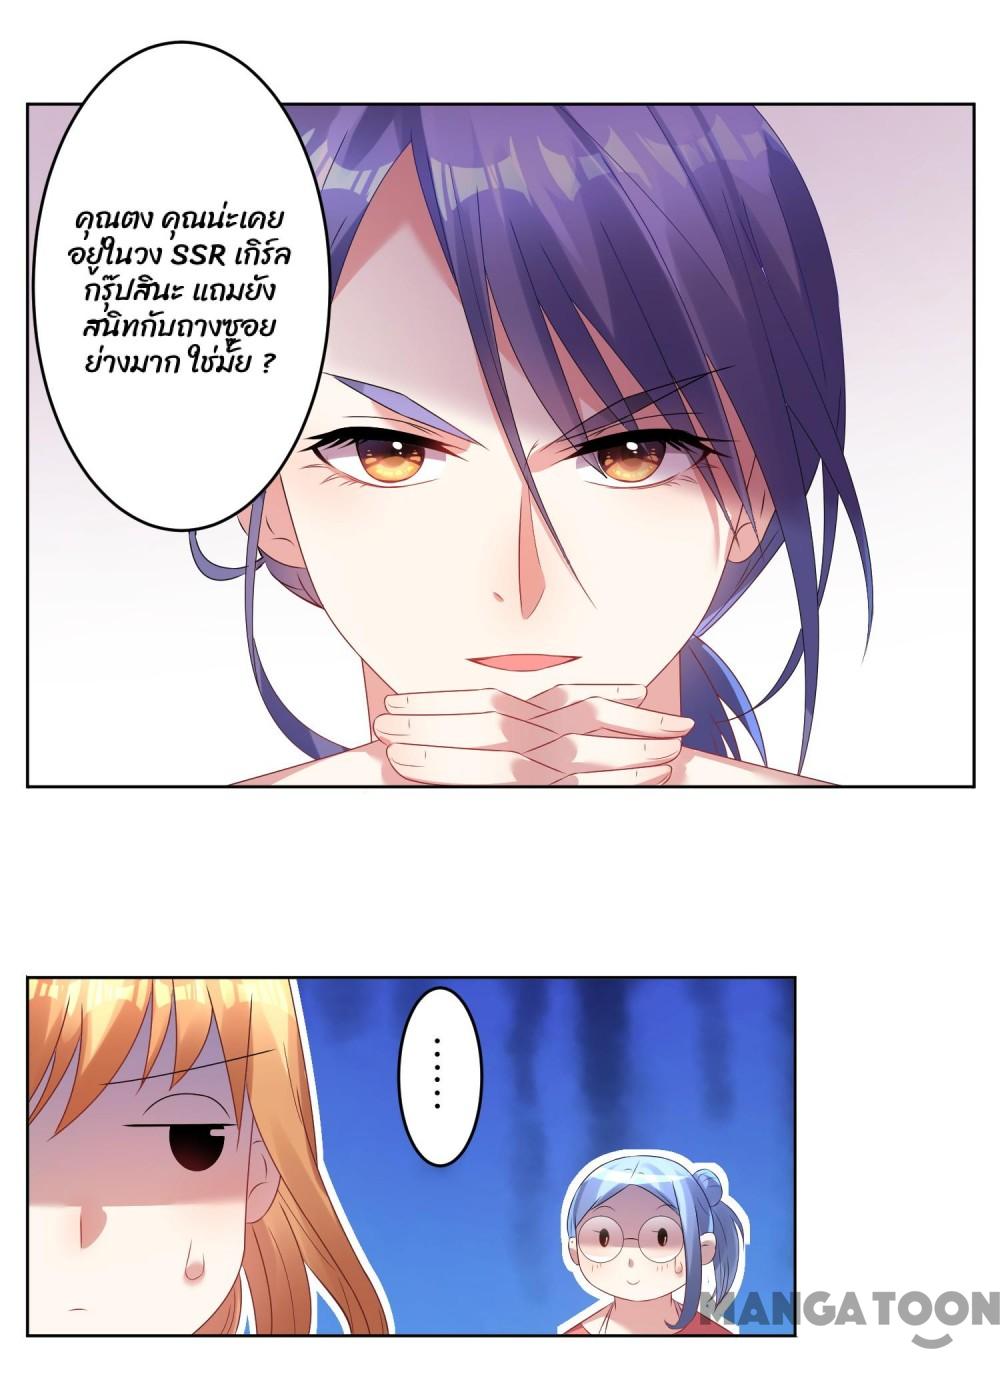 คุณตง คุณน่ะเคย
อยู่ในวง SSR เกิร์ล
กรุ๊ปสินะ แถมยัง
สนิทกับถางซูอย
ย่างมาก ใช่มั้ย ?
......
MANGATOON